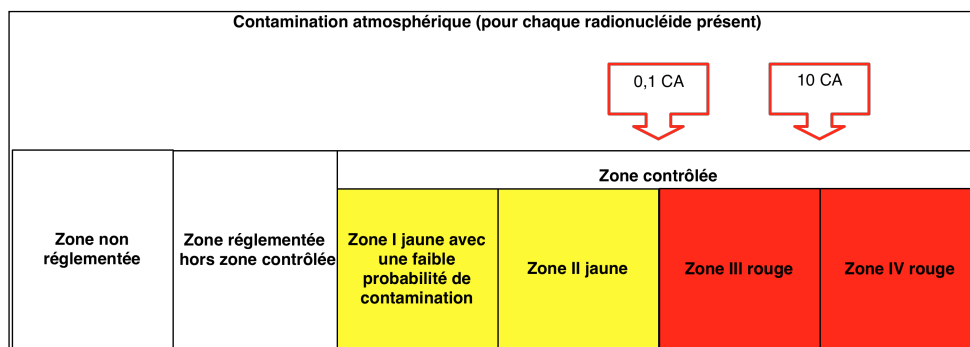 Contamination atmosphérique (pour chaque radionucléide présent)
0,1 CA
10 CA
Zone contrôlée
Zone non
réglementée
Zone réglementée
hors zone contrôlée
Zone I jaune avec
une faible
probabilité de
contamination
Zone II jaune
Zone III rouge
Zone IV rouge